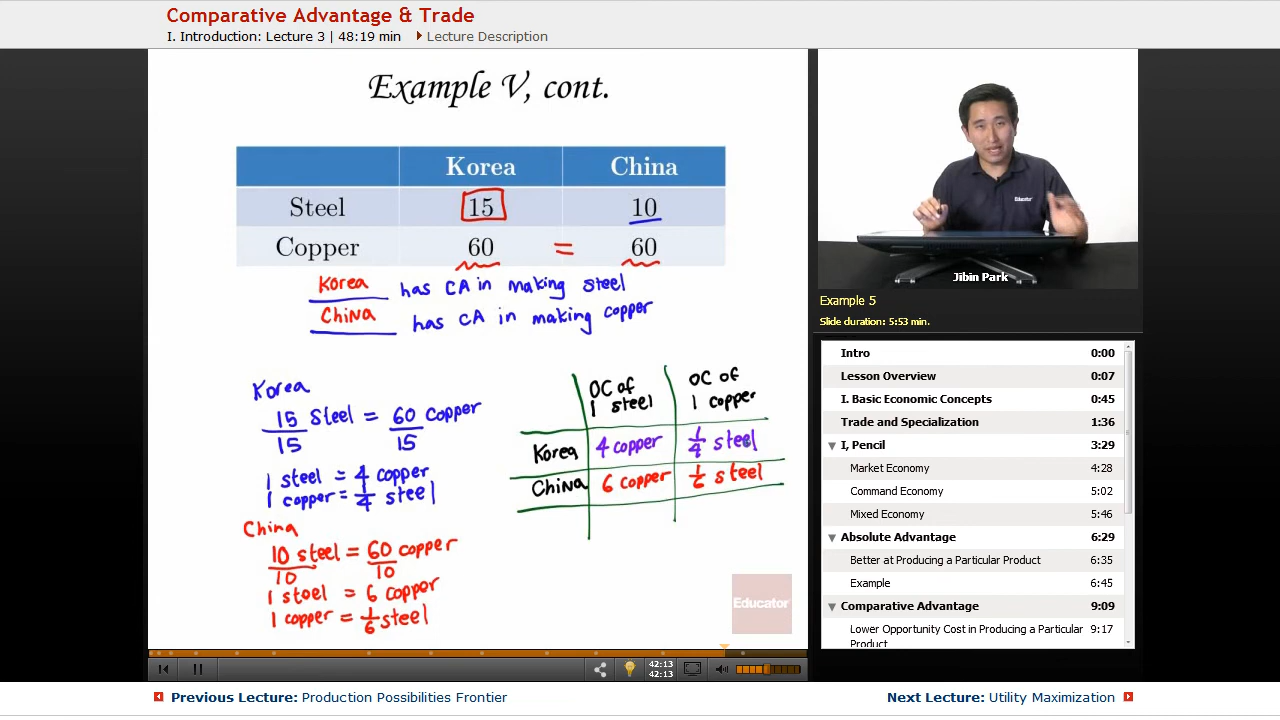 Comparative Advantage & Trade
I. Introduction: Lecture 3 | 48:19 min Lecture Description
Example V, cont.
Korea China
Steel 15 10
Copper 60 = 60
Korea has CA in making steel
China has CA in making copper
Korea
15 Steel = 60 copper
15 15
1 steel = 4 copper
1 copper = 1/4 steel
China
10 steel = 60 copper
10 10
1 steel = 6 copper
1 copper = 1/6 steel
OC of 1 steel OC of 1 copper
Korea 4 copper 1/4 steel
China 6 copper 1/6 steel
Educator
42:13
42:13
Educator
Jibin Park
Example 5
Slide duration: 5:53 min.
Intro 0:00
Lesson Overview 0:07
I. Basic Economic Concepts 0:45
Trade and Specialization 1:36
I, Pencil 3:29
Market Economy 4:28
Command Economy 5:02
Mixed Economy 5:46
Absolute Advantage 6:29
Better at Producing a Particular Product 6:35
Example 6:45
Comparative Advantage 9:09
Lower Opportunity Cost in Producing a Particular 9:17
Product
Previous Lecture: Production Possibilities Frontier
Next Lecture: Utility Maximization